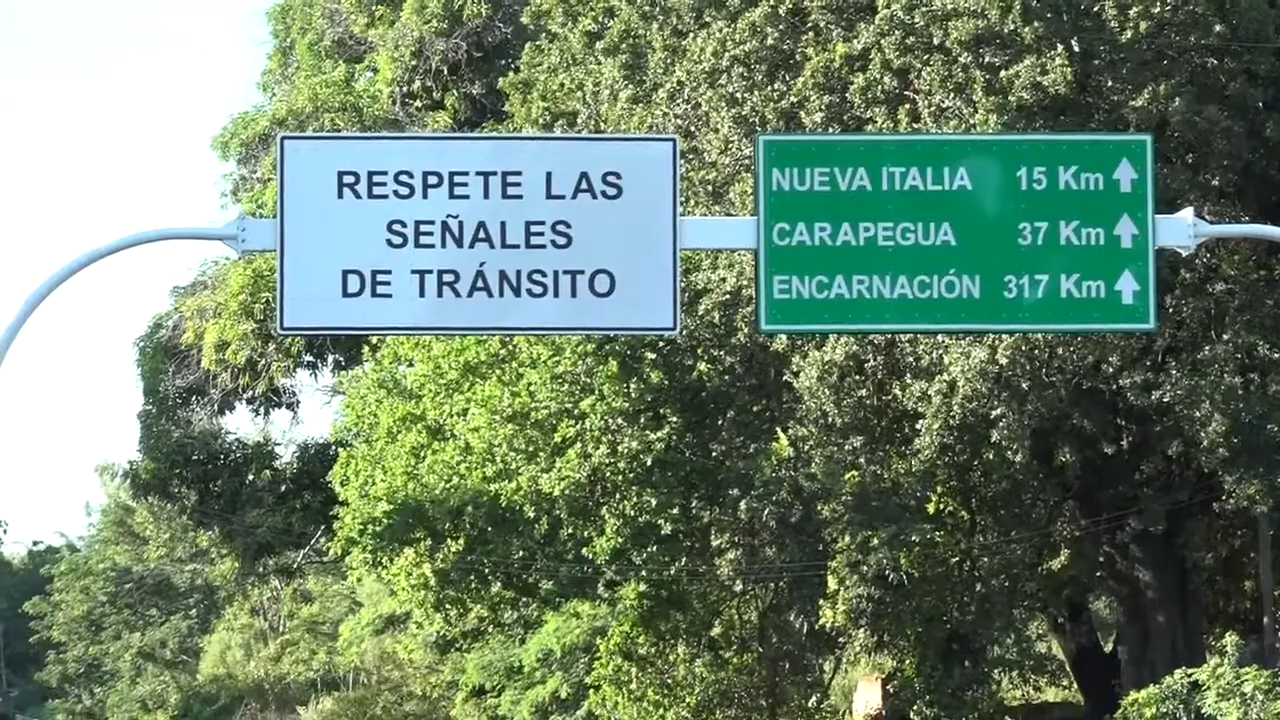 RESPETE LAS
SEÑALES
DE TRÁNSITO
NUEVA ITALIA 15 Km
CARAPEGUA 37 Km
ENCARNACIÓN 317 Km